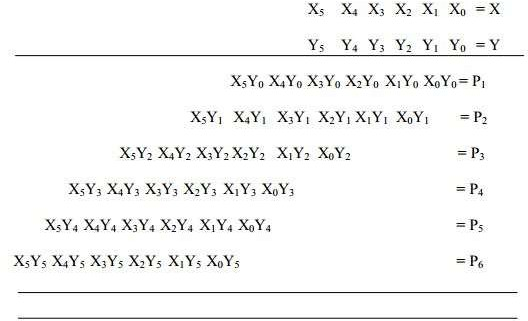 X₅ X₄ X₃ X₂ X₁ X₀ = X
Y₅ Y₄ Y₃ Y₂ Y₁ Y₀ = Y
X₅Y₀ X₄Y₀ X₃Y₀ X₂Y₀ X₁Y₀ X₀Y₀ = P₁
X₅Y₁ X₄Y₁ X₃Y₁ X₂Y₁ X₁Y₁ X₀Y₁ = P₂
X₅Y₂ X₄Y₂ X₃Y₂ X₂Y₂ X₁Y₂ X₀Y₂ = P₃
X₅Y₃ X₄Y₃ X₃Y₃ X₂Y₃ X₁Y₃ X₀Y₃ = P₄
X₅Y₄ X₄Y₄ X₃Y₄ X₂Y₄ X₁Y₄ X₀Y₄ = P₅
X₅Y₅ X₄Y₅ X₃Y₅ X₂Y₅ X₁Y₅ X₀Y₅ = P₆